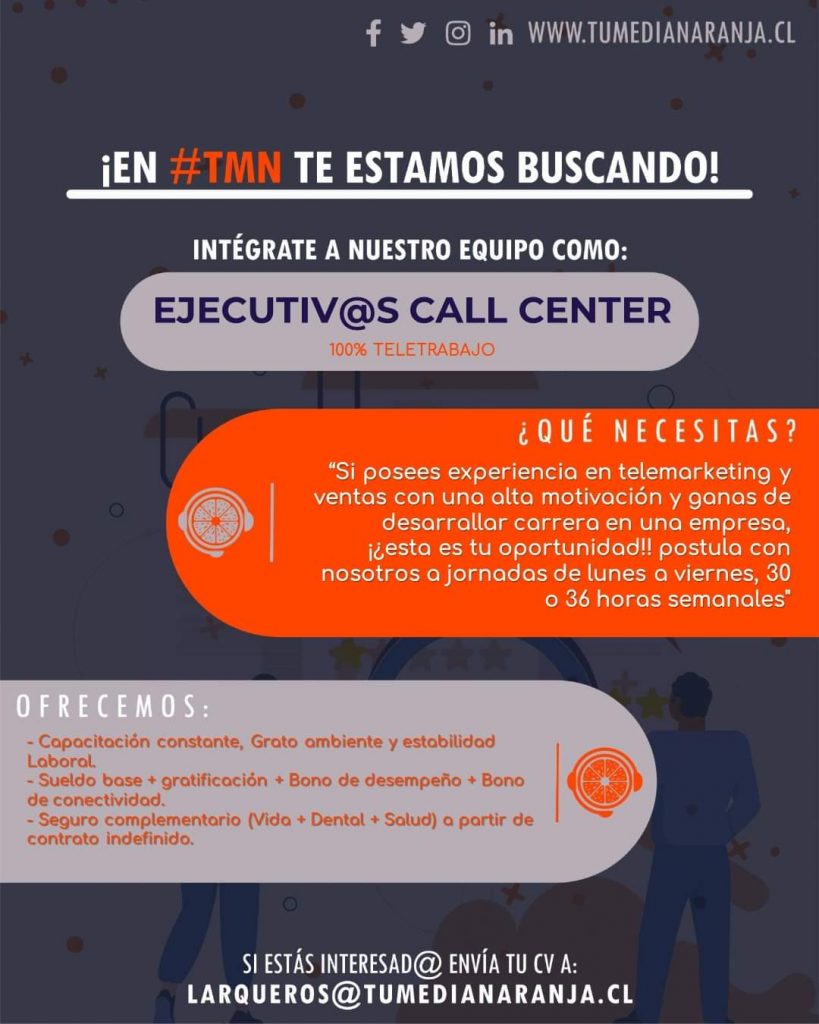 WWW.TUMEDIANARANJA.CL
¡EN #TMN TE ESTAMOS BUSCANDO!
INTÉGRATE A NUESTRO EQUIPO COMO:
EJECUTIV@S CALL CENTER
100% TELETRABAJO
¿QUÉ NECESITAS?
“Si posees experiencia en telemarketing y
ventas con una alta motivación y ganas de
desarrallar carrera en una empresa,
¡¿esta es tu oportunidad!! postula con
nosotros a jornadas de lunes a viernes, 30
o 36 horas semanales"
OFRECEMOS:
- Capacitación constante, Grato ambiente y estabilidad
Laboral.
- Sueldo base + gratificación + Bono de desempeño + Bono
de conectividad.
- Seguro complementario (Vida + Dental + Salud) a partir de
contrato indefinido.
SI ESTÁS INTERESAD@ ENVÍA TU CV A:
LARQUEROS@TUMEDIANARANJA.CL